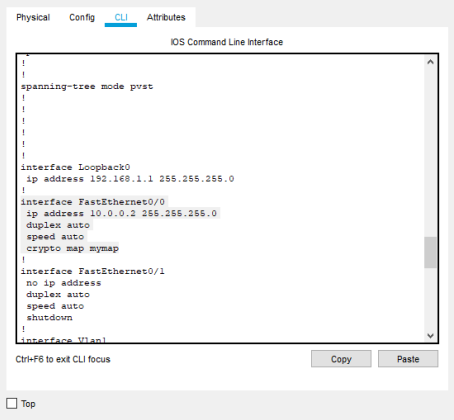 Physical Config CLI Attributes
IOS Command Line Interface
!
!
spanning-tree mode pvst
!
!
!
!
!
!
interface Loopback0
ip address 192.168.1.1 255.255.255.0
!
interface FastEthernet0/0
ip address 10.0.0.2 255.255.255.0
duplex auto
speed auto
crypto map mymap
!
interface FastEthernet0/1
no ip address
duplex auto
speed auto
shutdown
!
interface Vlan1
Ctrl+F6 to exit CLI focus
Copy Paste
Top